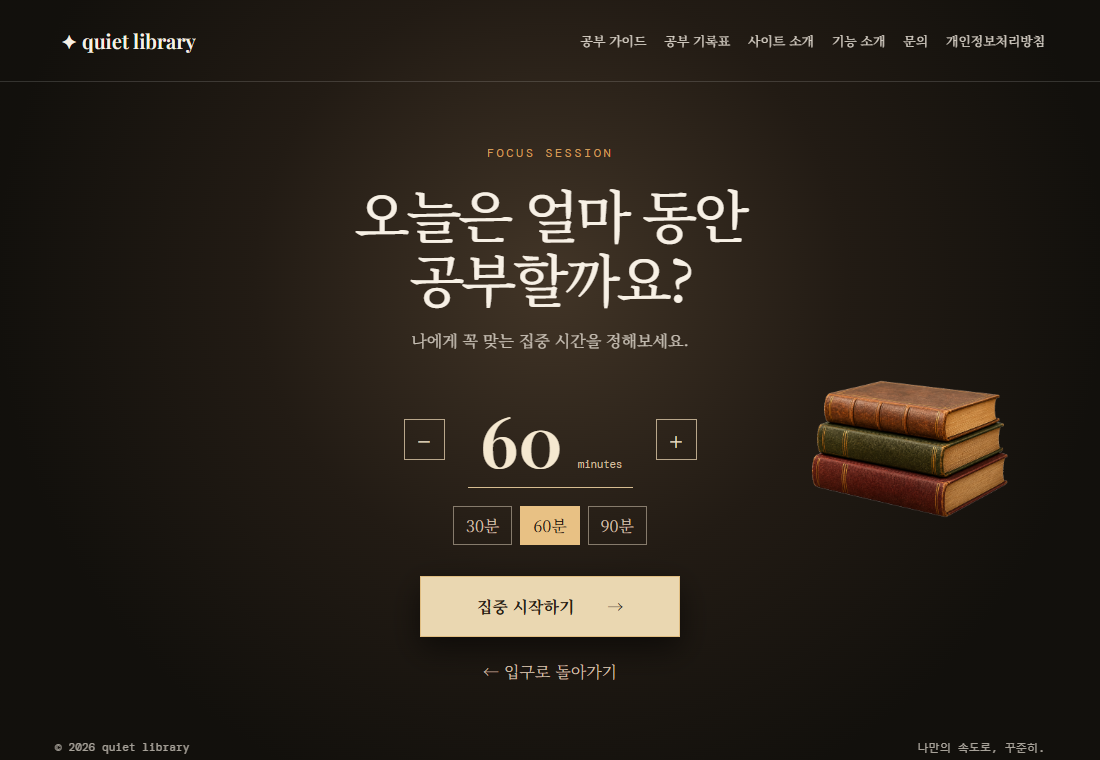 ✦ quiet library
공부 가이드 공부 기록표 사이트 소개 기능 소개 문의 개인정보처리방침
FOCUS SESSION
오늘은 얼마 동안
공부할까요?
나에게 꼭 맞는 집중 시간을 정해보세요.
− 60 minutes +
30분 60분 90분
집중 시작하기 →
← 입구로 돌아가기
© 2026 quiet library 나만의 속도로, 꾸준히.